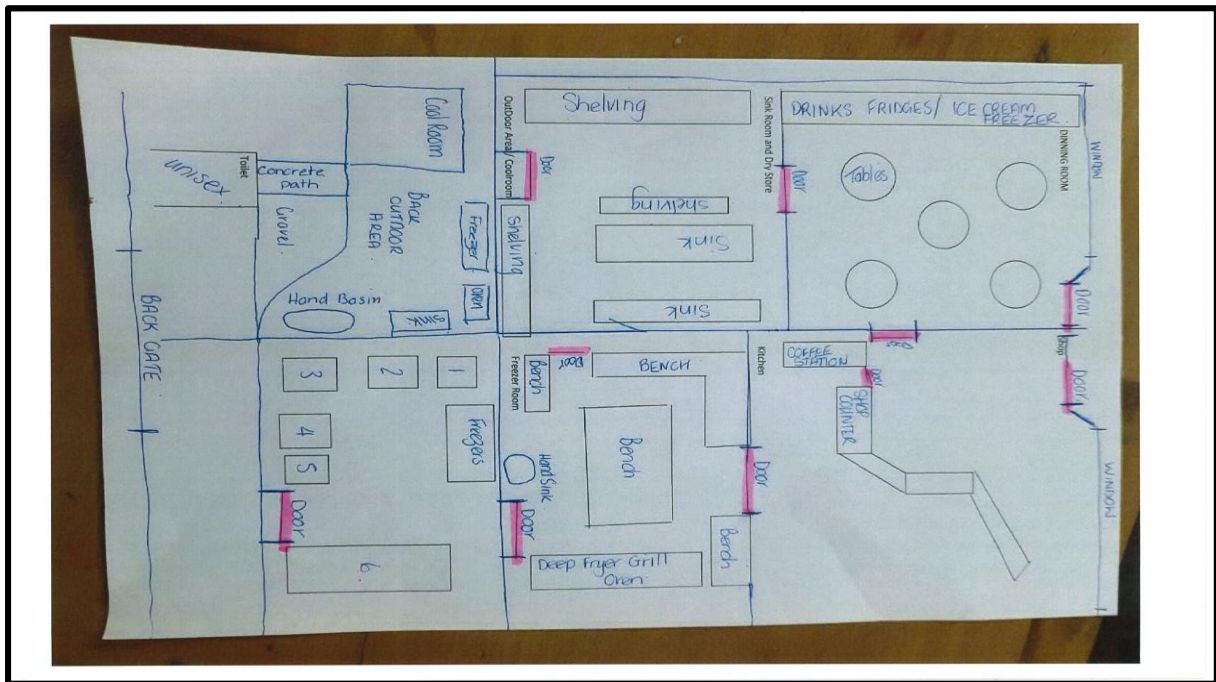 Shelving
DRINKS FRIDGES/ ICE CREAM
FREEZER.
WINDOW
DINNING ROOM
Cool Room
OutDoor Area/ Coolroom
Door
Sink Room and Dry Store
Door
Tables
Toilet
unisex
Concrete
path
Gravel.
BACK
OUTDOOR
AREA.
Freezer
Shelving
Shelving
Sink
Oven
Sink
Door
Hand Basin
Sink
BACK GATE
Shop
Door
Door
3
2
1
Freezer Room
Bench
Door
BENCH
Kitchen
COFFEE
STATION
Door
SHOP
COUNTER
4
5
Freezers
Hand Sink
Bench
Door
WINDOW
Door
Door
6.
Deep Fryer Grill
Oven.
Bench